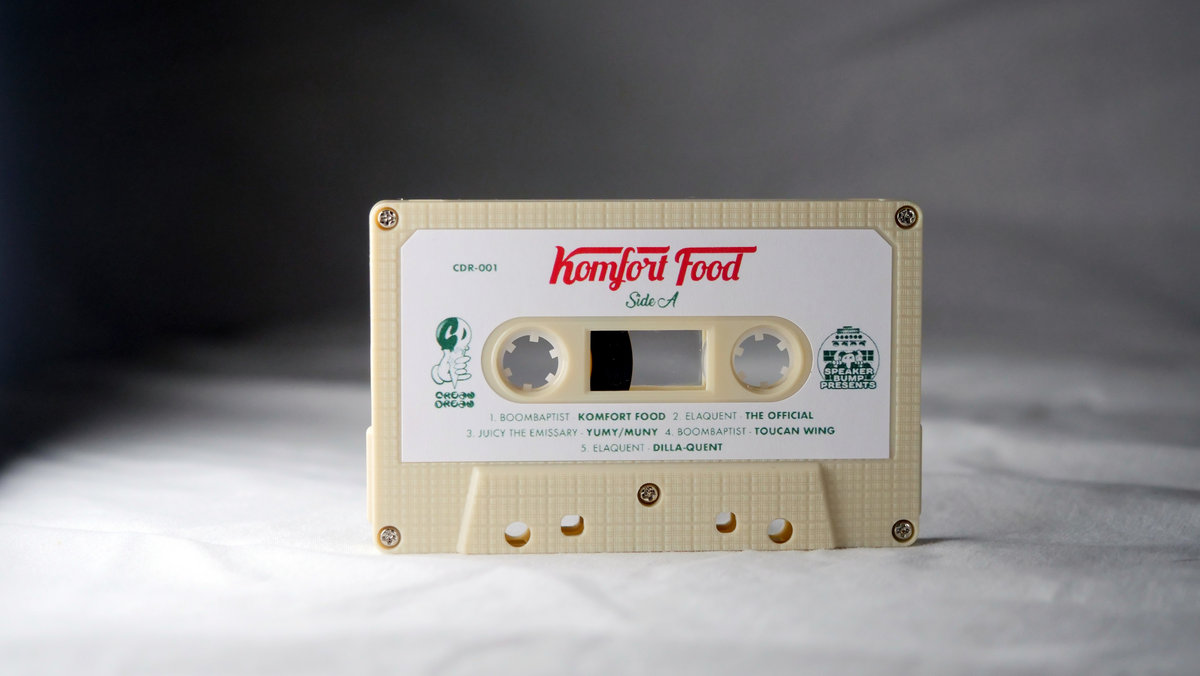 CDR-001
Komfort Food
Side A
SPEAKER
BUMP
PRESENTS
1. BOOMBAPTIST KOMFORT FOOD 2. ELAQUENT · THE OFFICIAL
3. JUICY THE EMISSARY · YUMY/MUNY 4. BOOMBAPTIST · TOUCAN WING
5. ELAQUENT · DILLA-QUENT